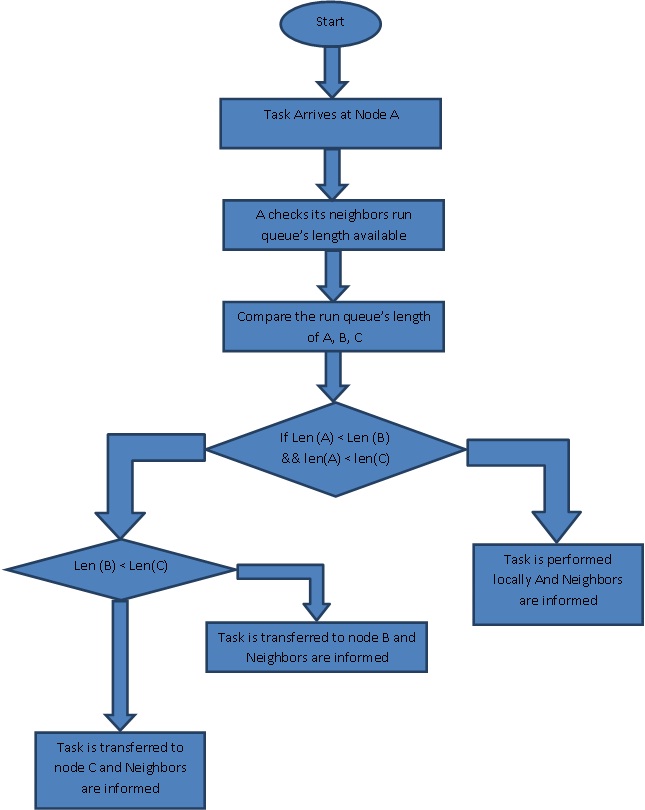 Start
Task Arrives at Node A
A checks its neighbors run
queue's length available
Compare the run queue's length
of A, B, C
If Len (A) < Len (B)
&& len(A) < len(C)
Len (B) < Len(C)
Task is performed
locally And Neighbors
are informed
Task is transferred to node B and
Neighbors are informed
Task is transferred to
node C and Neighbors
are informed